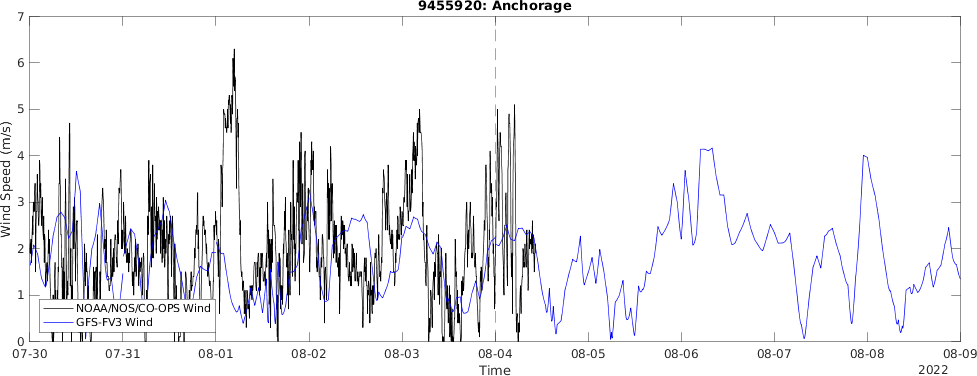 9455920: Anchorage
Wind Speed (m/s)
7
6
5
4
3
2
1
0
NOAA/NOS/CO-OPS Wind
GFS-FV3 Wind
07-30 07-31 08-01 08-02 08-03 08-04 08-05 08-06 08-07 08-08 08-09
Time
2022